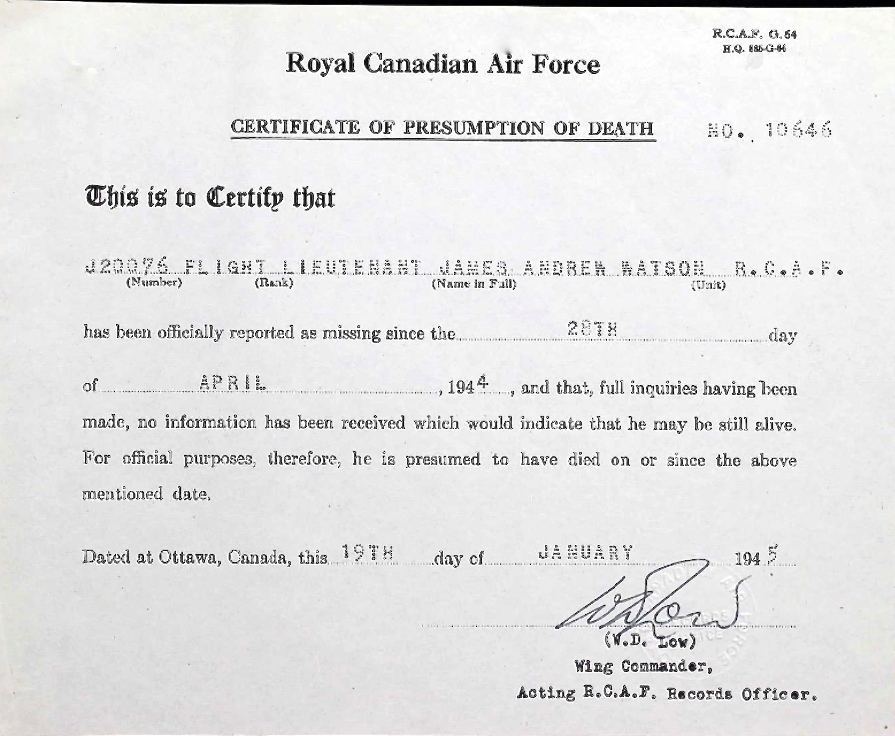 R.C.A.F. G.54
H.Q. 885-G-54
Royal Canadian Air Force
CERTIFICATE OF PRESUMPTION OF DEATH NO. 10646
This is to Certify that
J20076 FLIGHT LIEUTENANT JAMES ANDREW WATSON R.C.A.F.
(Number) (Rank) (Name in Full) (Unit)
has been officially reported as missing since the 28TH day
of APRIL, 1944, and that, full inquiries having been
made, no information has been received which would indicate that he may be still alive.
For official purposes, therefore, he is presumed to have died on or since the above
mentioned date.
Dated at Ottawa, Canada, this 19TH day of JANUARY 1945
(W.D. Low)
Wing Commander,
Acting R.C.A.F. Records Officer.